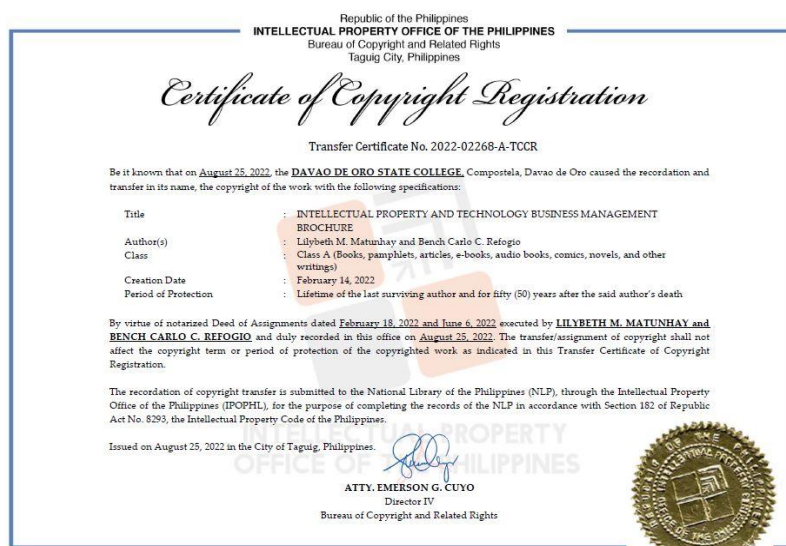 Republic of the Philippines
INTELLECTUAL PROPERTY OFFICE OF THE PHILIPPINES
Bureau of Copyright and Related Rights
Taguig City, Philippines
Certificate of Copyright Registration
Transfer Certificate No. 2022-02268-A-TCCR
Be it known that on August 25, 2022, the DAVAO DE ORO STATE COLLEGE, Compostela, Davao de Oro caused the recordation and
transfer in its name, the copyright of the work with the following specifications:
Title : INTELLECTUAL PROPERTY AND TECHNOLOGY BUSINESS MANAGEMENT
BROCHURE
Author(s) : Lilybeth M. Matunhay and Bench Carlo C. Refogio
Class : Class A (Books, pamphlets, articles, e-books, audio books, comics, novels, and other
writings)
Creation Date : February 14, 2022
Period of Protection : Lifetime of the last surviving author and for fifty (50) years after the said author's death
By virtue of notarized Deed of Assignments dated February 18, 2022 and June 6, 2022 executed by LILYBETH M. MATUNHAY and
BENCH CARLO C. REFOGIO and duly recorded in this office on August 25, 2022. The transfer/assignment of copyright shall not
affect the copyright term or period of protection of the copyrighted work as indicated in this Transfer Certificate of Copyright
Registration.
The recordation of copyright transfer is submitted to the National Library of the Philippines (NLP), through the Intellectual Property
Office of the Philippines (IPOPHL), for the purpose of completing the records of the NLP in accordance with Section 182 of Republic
Act No. 8293, the Intellectual Property Code of the Philippines.
INTELLECTUAL PROPERTY
Issued on August 25, 2022 in the City of Taguig, Philippines.
OFFICE OF THE PHILIPPINES
ATTY. EMERSON G. CUYO
Director IV
Bureau of Copyright and Related Rights
INTELLECTUAL PROPERTY
OFFICE OF THE PHILIPPINES